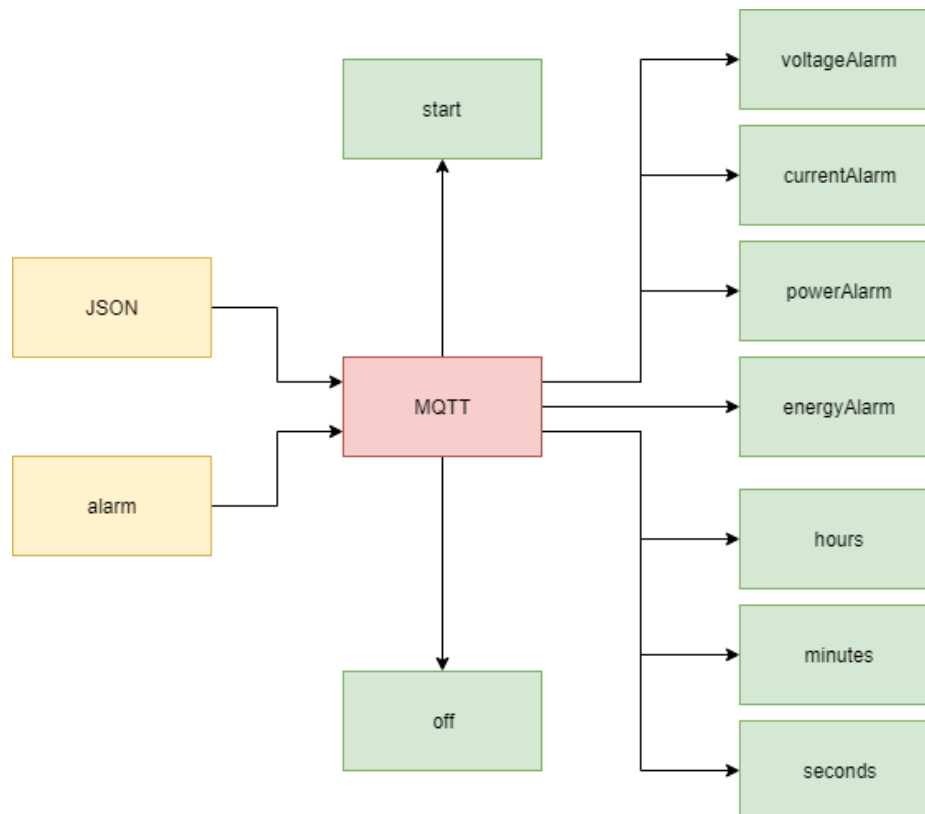 voltageAlarm
start
currentAlarm
JSON
powerAlarm
MQTT
energyAlarm
alarm
hours
minutes
off
seconds